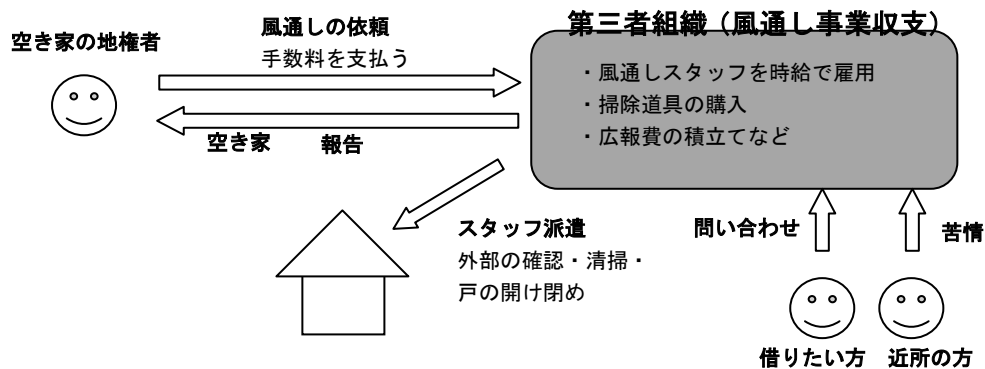 第三者組織（風通し事業収支）
風通しの依頼
手数料を支払う
空き家の地権者
・風通しスタッフを時給で雇用
・掃除道具の購入
・広報費の積立てなど
空き家　報告
スタッフ派遣
外部の確認・清掃・
戸の開け閉め
問い合わせ
苦情
借りたい方
近所の方